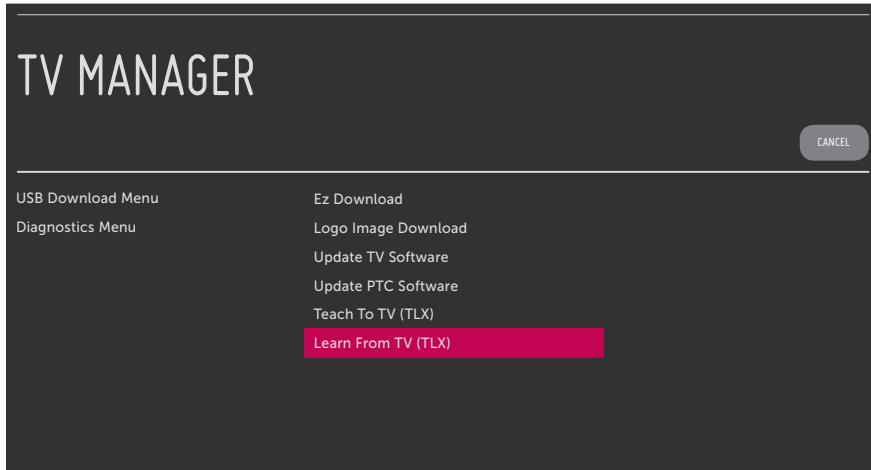 TV MANAGER
CANCEL
USB Download Menu
Diagnostics Menu
Ez Download
Logo Image Download
Update TV Software
Update PTC Software
Teach To TV (TLX)
Learn From TV (TLX)